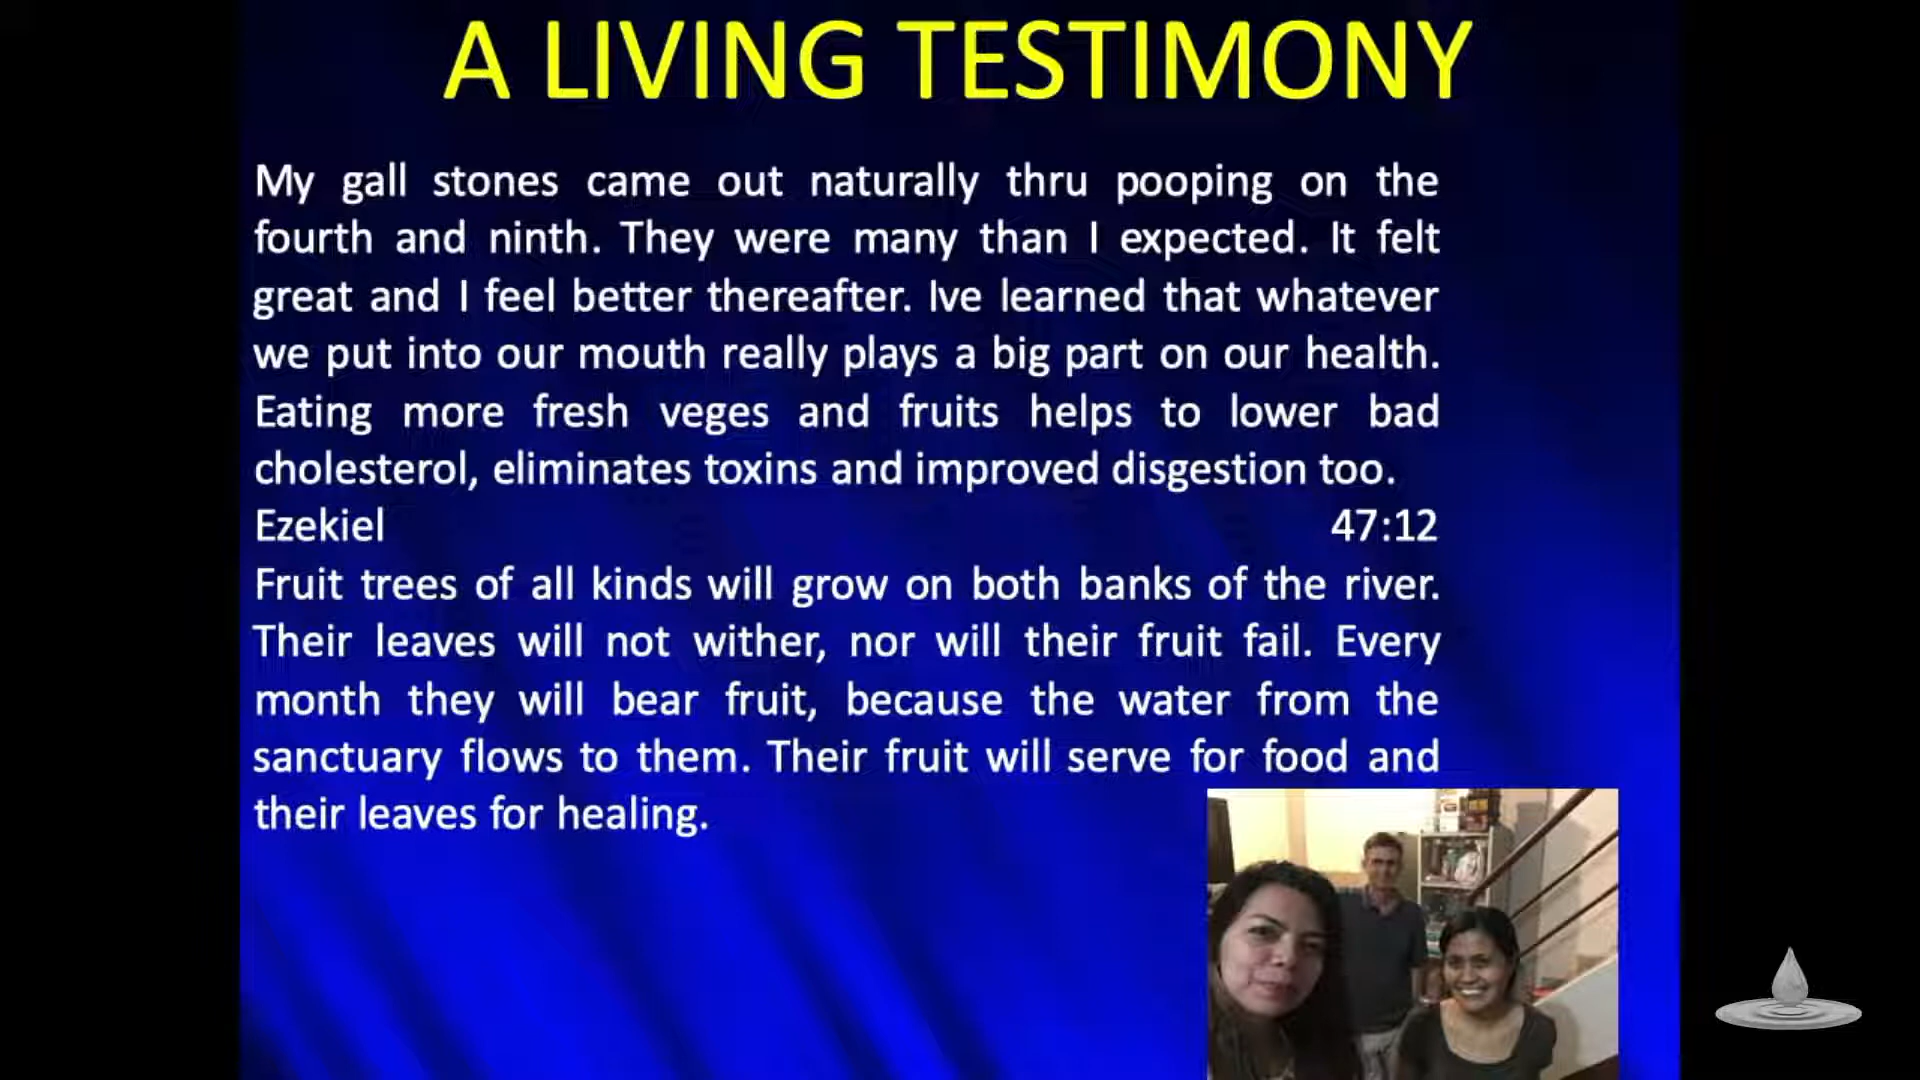 A LIVING TESTIMONY
My gall stones came out naturally thru pooping on the
fourth and ninth. They were many than I expected. It felt
great and I feel better thereafter. Ive learned that whatever
we put into our mouth really plays a big part on our health.
Eating more fresh veges and fruits helps to lower bad
cholesterol, eliminates toxins and improved disgestion too.
Ezekiel 47:12
Fruit trees of all kinds will grow on both banks of the river.
Their leaves will not wither, nor will their fruit fail. Every
month they will bear fruit, because the water from the
sanctuary flows to them. Their fruit will serve for food and
their leaves for healing.